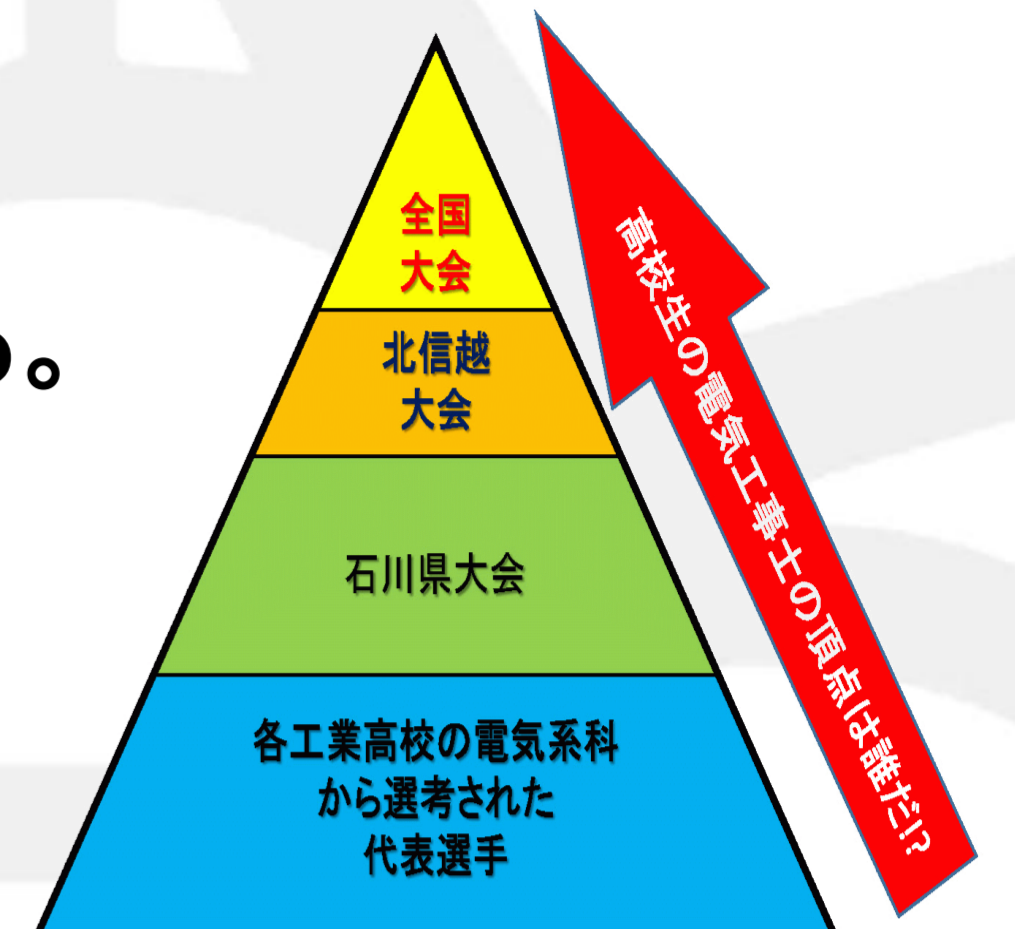 全国
大会
北信越
大会
石川県大会
各工業高校の電気系科
から選考された
代表選手
高校生の電気工事士の頂点は誰だ!?